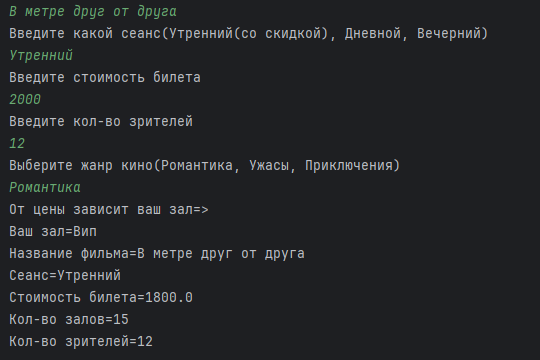 В метре друг от друга
Введите какой сеанс(Утренний(со скидкой), Дневной, Вечерний)
Утренний
Введите стоимость билета
2000
Введите кол-во зрителей
12
Выберите жанр кино(Романтика, Ужасы, Приключения)
Романтика
От цены зависит ваш зал=>
Ваш зал=Вип
Название фильма=В метре друг от друга
Сеанс=Утренний
Стоимость билета=1800.0
Кол-во залов=15
Кол-во зрителей=12